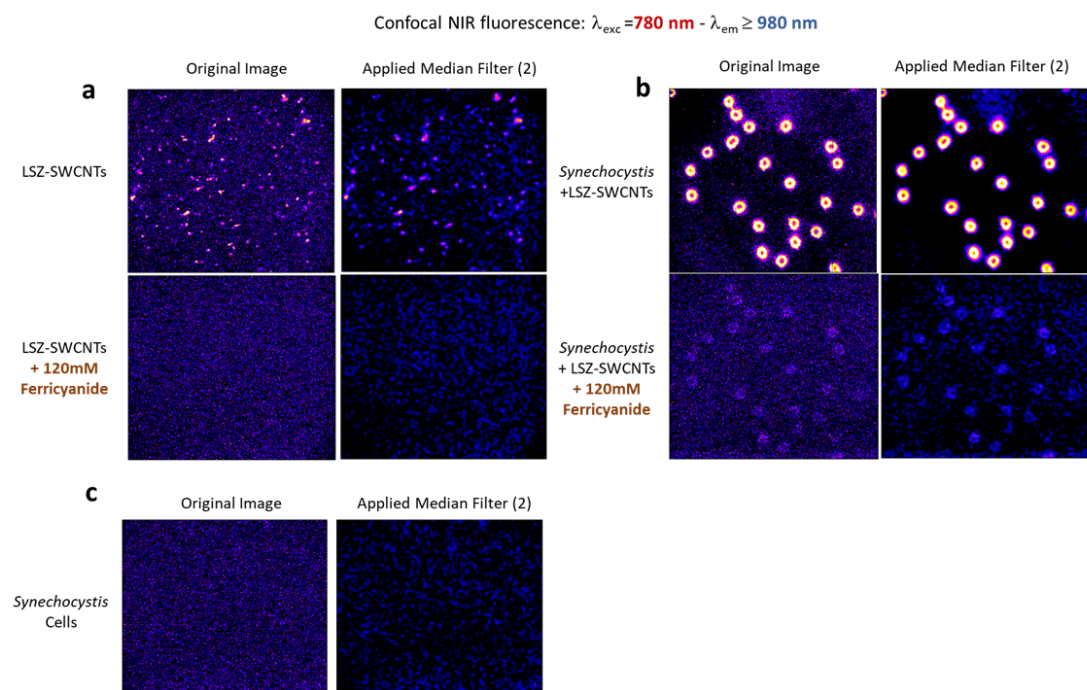 Confocal NIR fluorescence: λexc =780 nm - λem ≥ 980 nm
a
Original Image
Applied Median Filter (2)
LSZ-SWCNTs
LSZ-SWCNTs
+ 120mM
Ferricyanide
b
Original Image
Applied Median Filter (2)
Synechocystis
+LSZ-SWCNTs
Synechocystis
+ LSZ-SWCNTs
+ 120mM
Ferricyanide
c
Original Image
Applied Median Filter (2)
Synechocystis
Cells